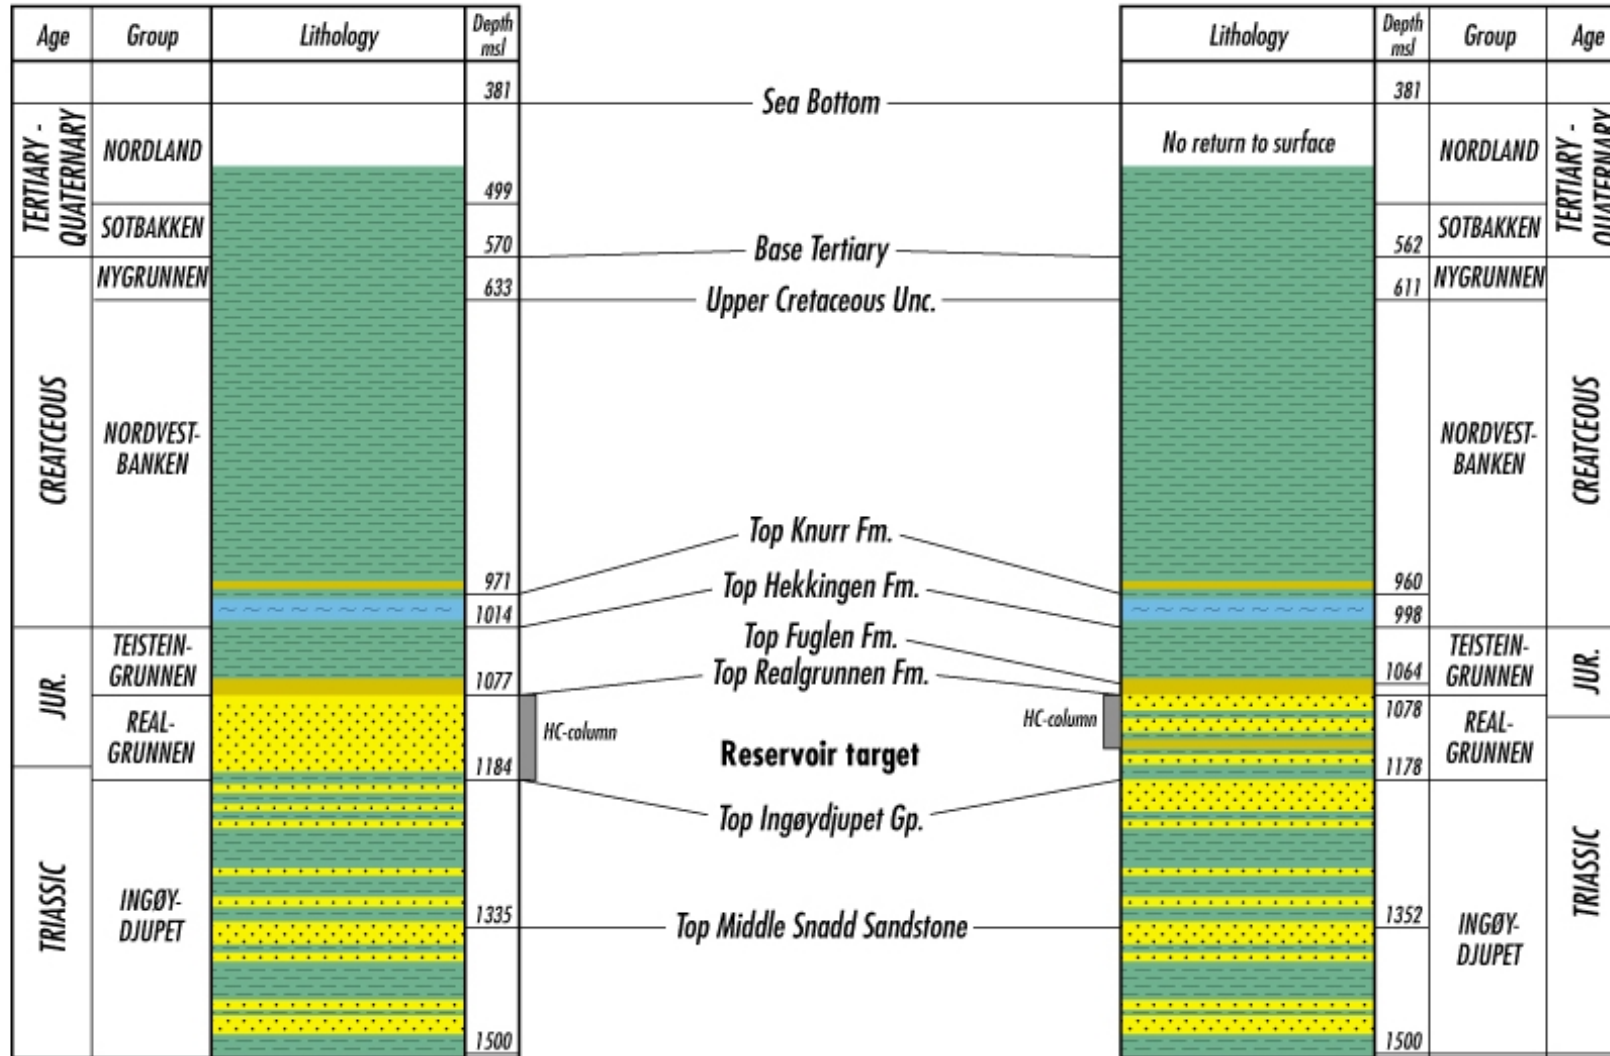 Age Group Lithology Depth msl
Lithology Depth msl Group Age
381
Sea Bottom
381
TERTIARY -
QUATERNARY
NORDLAND
No return to surface
NORDLAND
TERTIARY -
QUATERNARY
499
SOTBAKKEN
SOTBAKKEN
570
Base Tertiary
562
NYGRUNNEN
NYGRUNNEN
633
Upper Cretaceous Unc.
611
CREATCEOUS
NORDVEST-
BANKEN
NORDVEST-
BANKEN
CREATCEOUS
Top Knurr Fm.
971
960
Top Hekkingen Fm.
1014
998
JUR.
TEISTEIN-
GRUNNEN
Top Fuglen Fm.
1064
TEISTEIN-
GRUNNEN
JUR.
1077
Top Realgrunnen Fm.
1078
REAL-
GRUNNEN
HC-column
HC-column
REAL-
GRUNNEN
Reservoir target
1184
1178
Top Ingøydjupet Gp.
TRIASSIC
INGØY-
DJUPET
1335
Top Middle Snadd Sandstone
1352
INGØY-
DJUPET
TRIASSIC
1500
1500